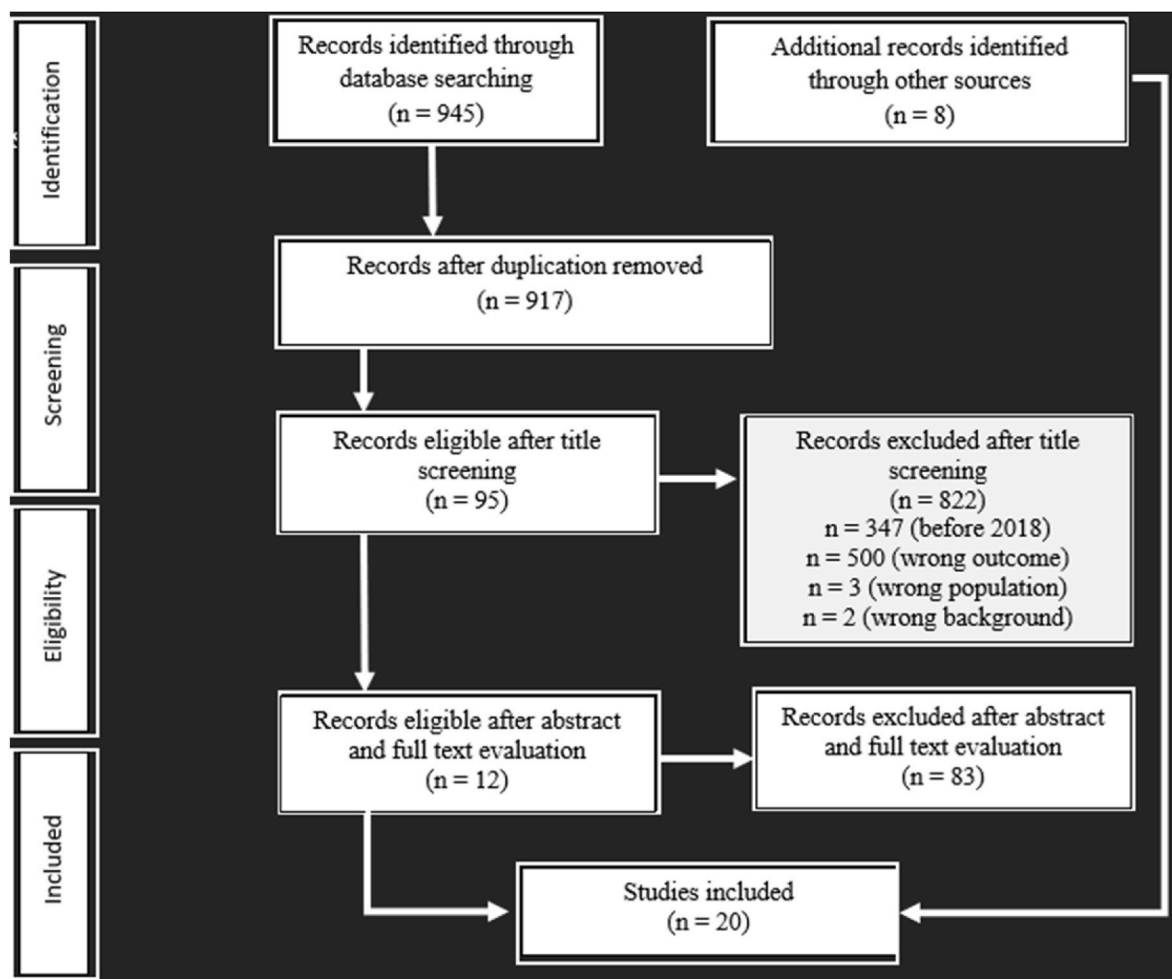 Identification
Records identified through
database searching
(n = 945)
Additional records identified
through other sources
(n = 8)
Screening
Records after duplication removed
(n = 917)
Records eligible after title
screening
(n = 95)
Records excluded after title
screening
(n = 822)
n = 347 (before 2018)
n = 500 (wrong outcome)
n = 3 (wrong population)
n = 2 (wrong background)
Eligibility
Records eligible after abstract
and full text evaluation
(n = 12)
Records excluded after abstract
and full text evaluation
(n = 83)
Included
Studies included
(n = 20)